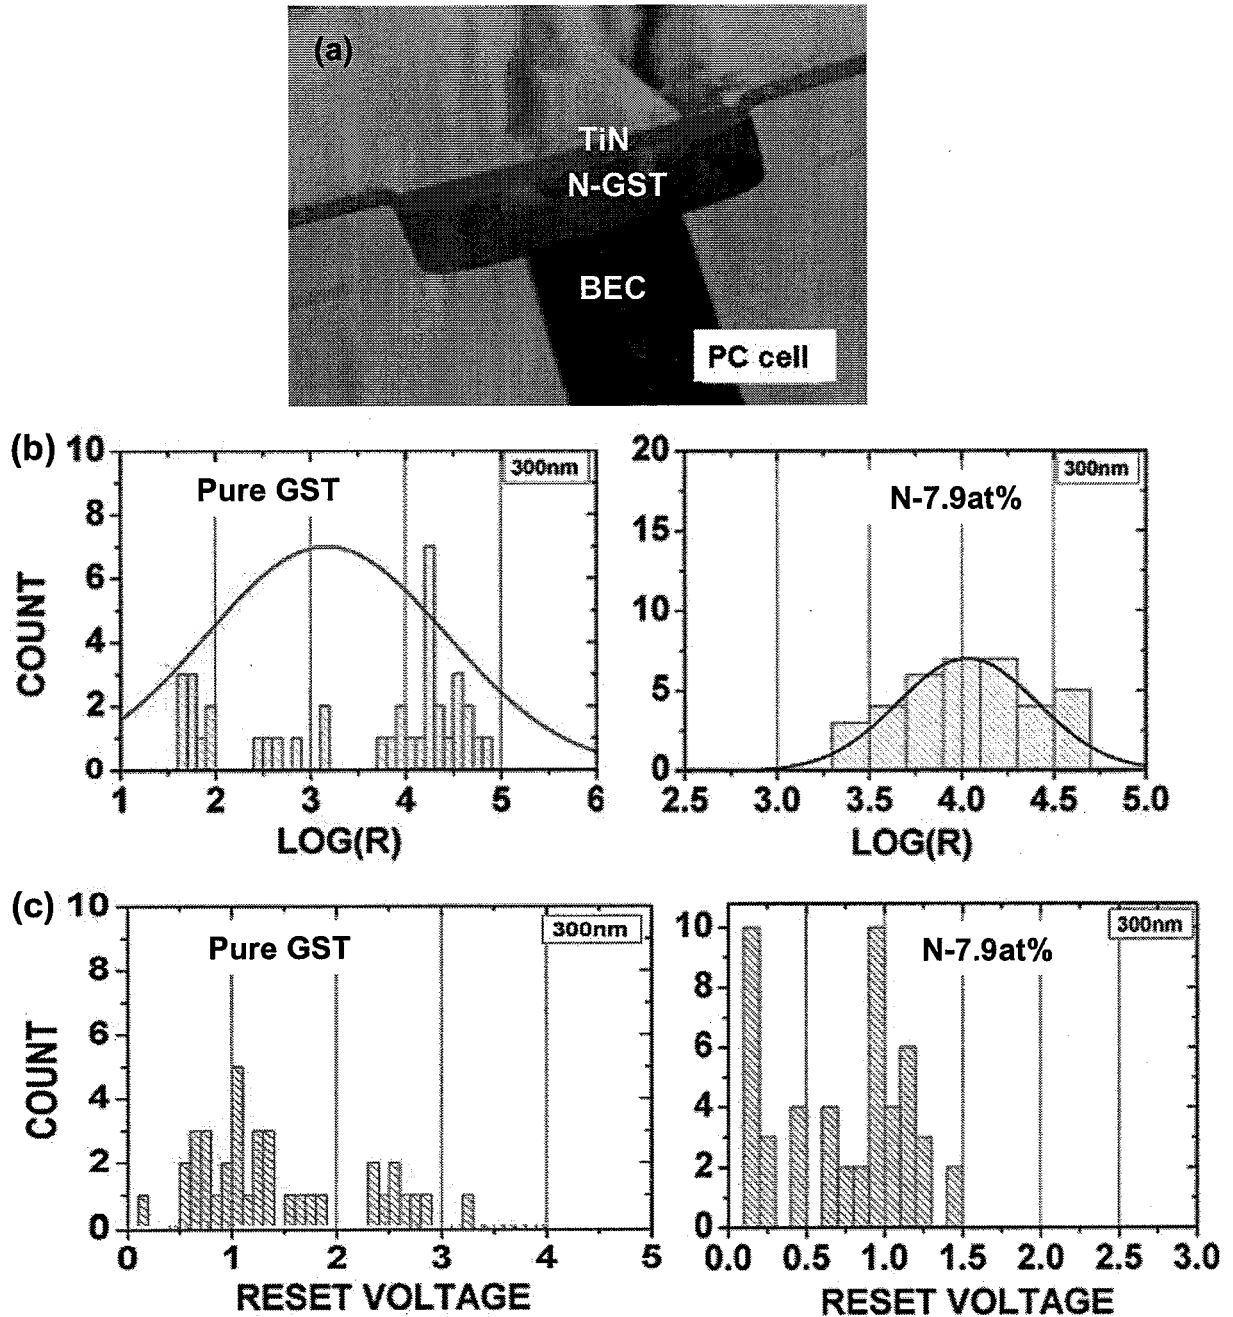 (a)
TiN
N-GST
BEC
PC cell
(b)
10
8
6
4
2
0
COUNT
Pure GST
300nm
1 2 3 4 5 6
LOG(R)
20
15
10
5
0
N-7.9at%
300nm
2.5 3.0 3.5 4.0 4.5 5.0
LOG(R)
(c)
10
8
6
4
2
0
COUNT
Pure GST
300nm
0 1 2 3 4 5
RESET VOLTAGE
10
8
6
4
2
0
N-7.9at%
300nm
0.0 0.5 1.0 1.5 2.0 2.5 3.0
RESET VOLTAGE